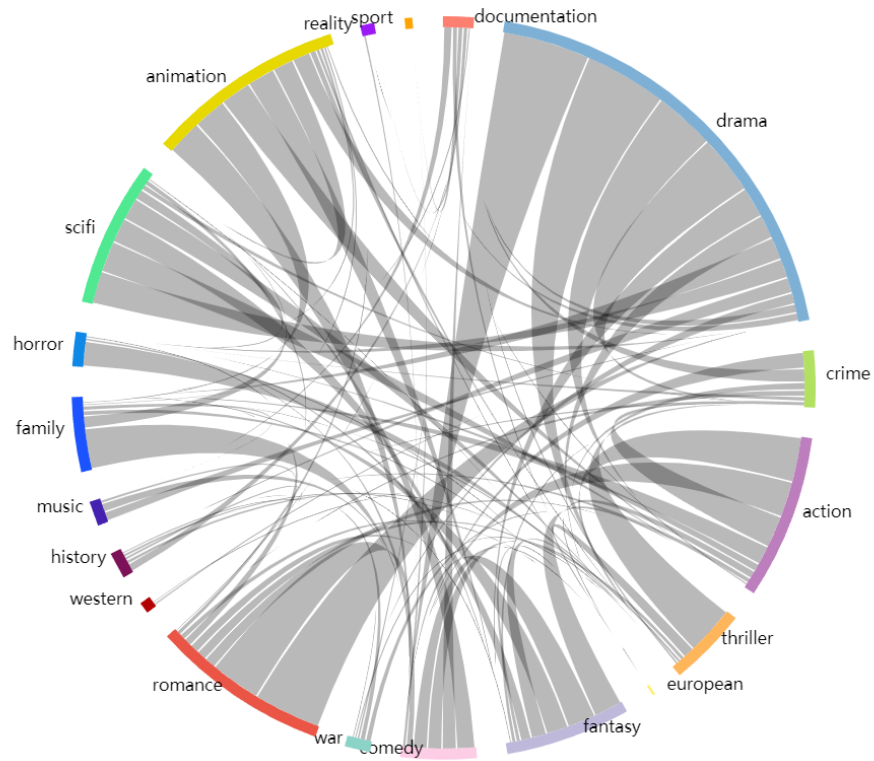 sport
documentation
reality
animation
drama
scifi
horror
crime
family
music
action
history
western
thriller
romance
european
fantasy
war
comedy